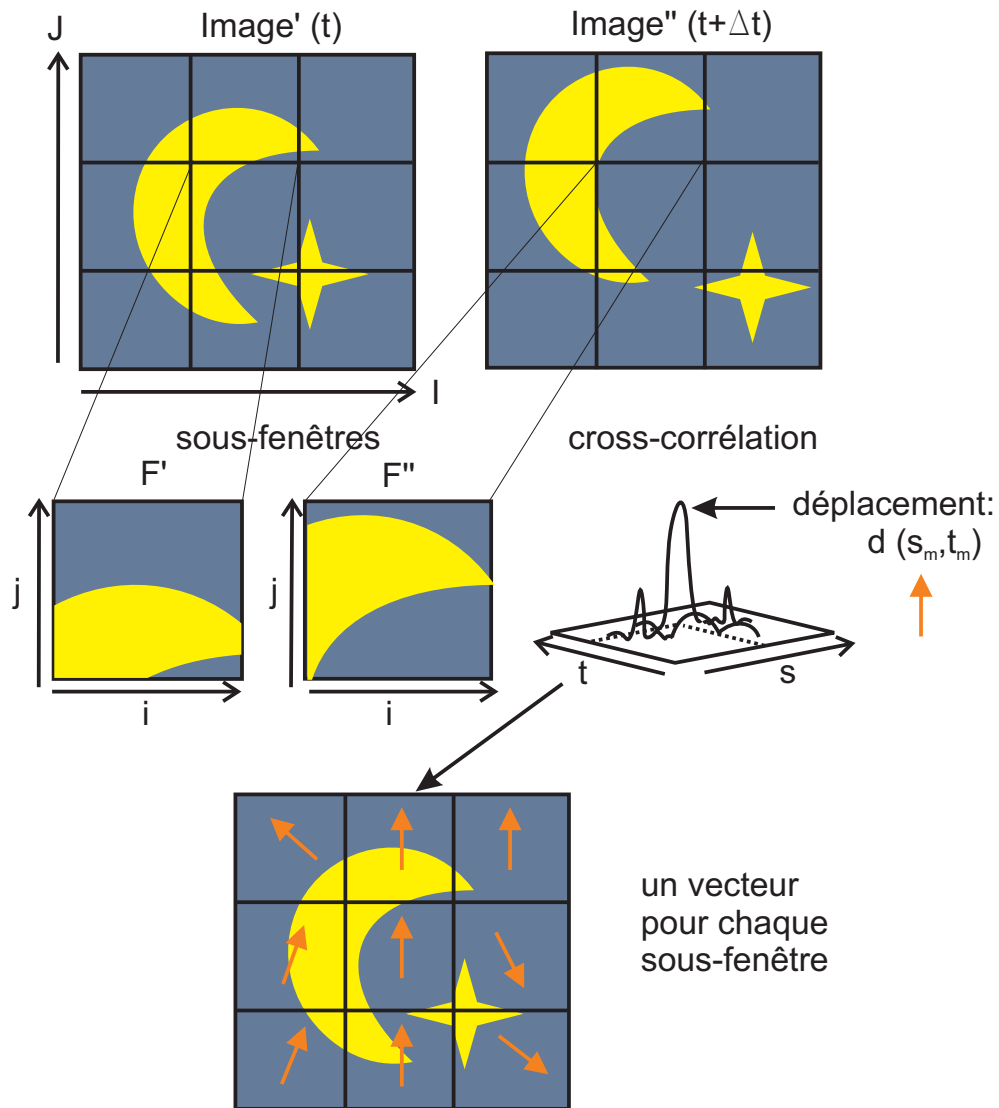 Image' (t)
Image" (t+Δt)
J
I
sous-fenêtres
cross-corrélation
F'
F"
déplacement:
d (sₘ,tₘ)
j
j
i
i
t
s
un vecteur
pour chaque
sous-fenêtre